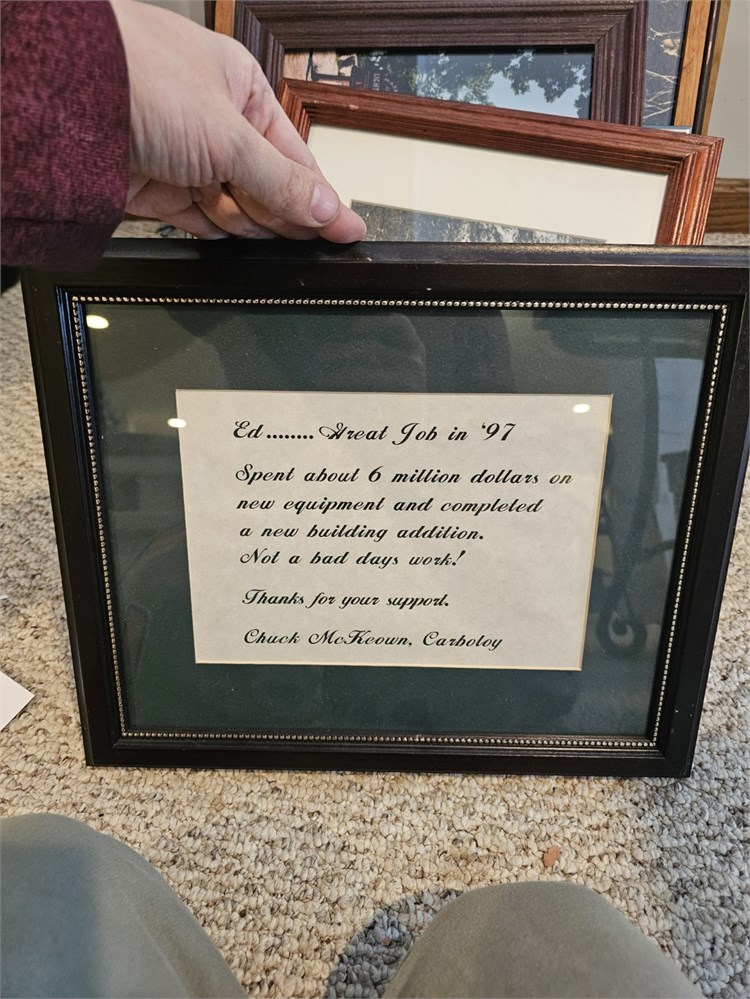 Ed........Great Job in '97
Spent about 6 million dollars on
new equipment and completed
a new building addition.
Not a bad days work!
Thanks for your support.
Chuck McKeown, Carboloy